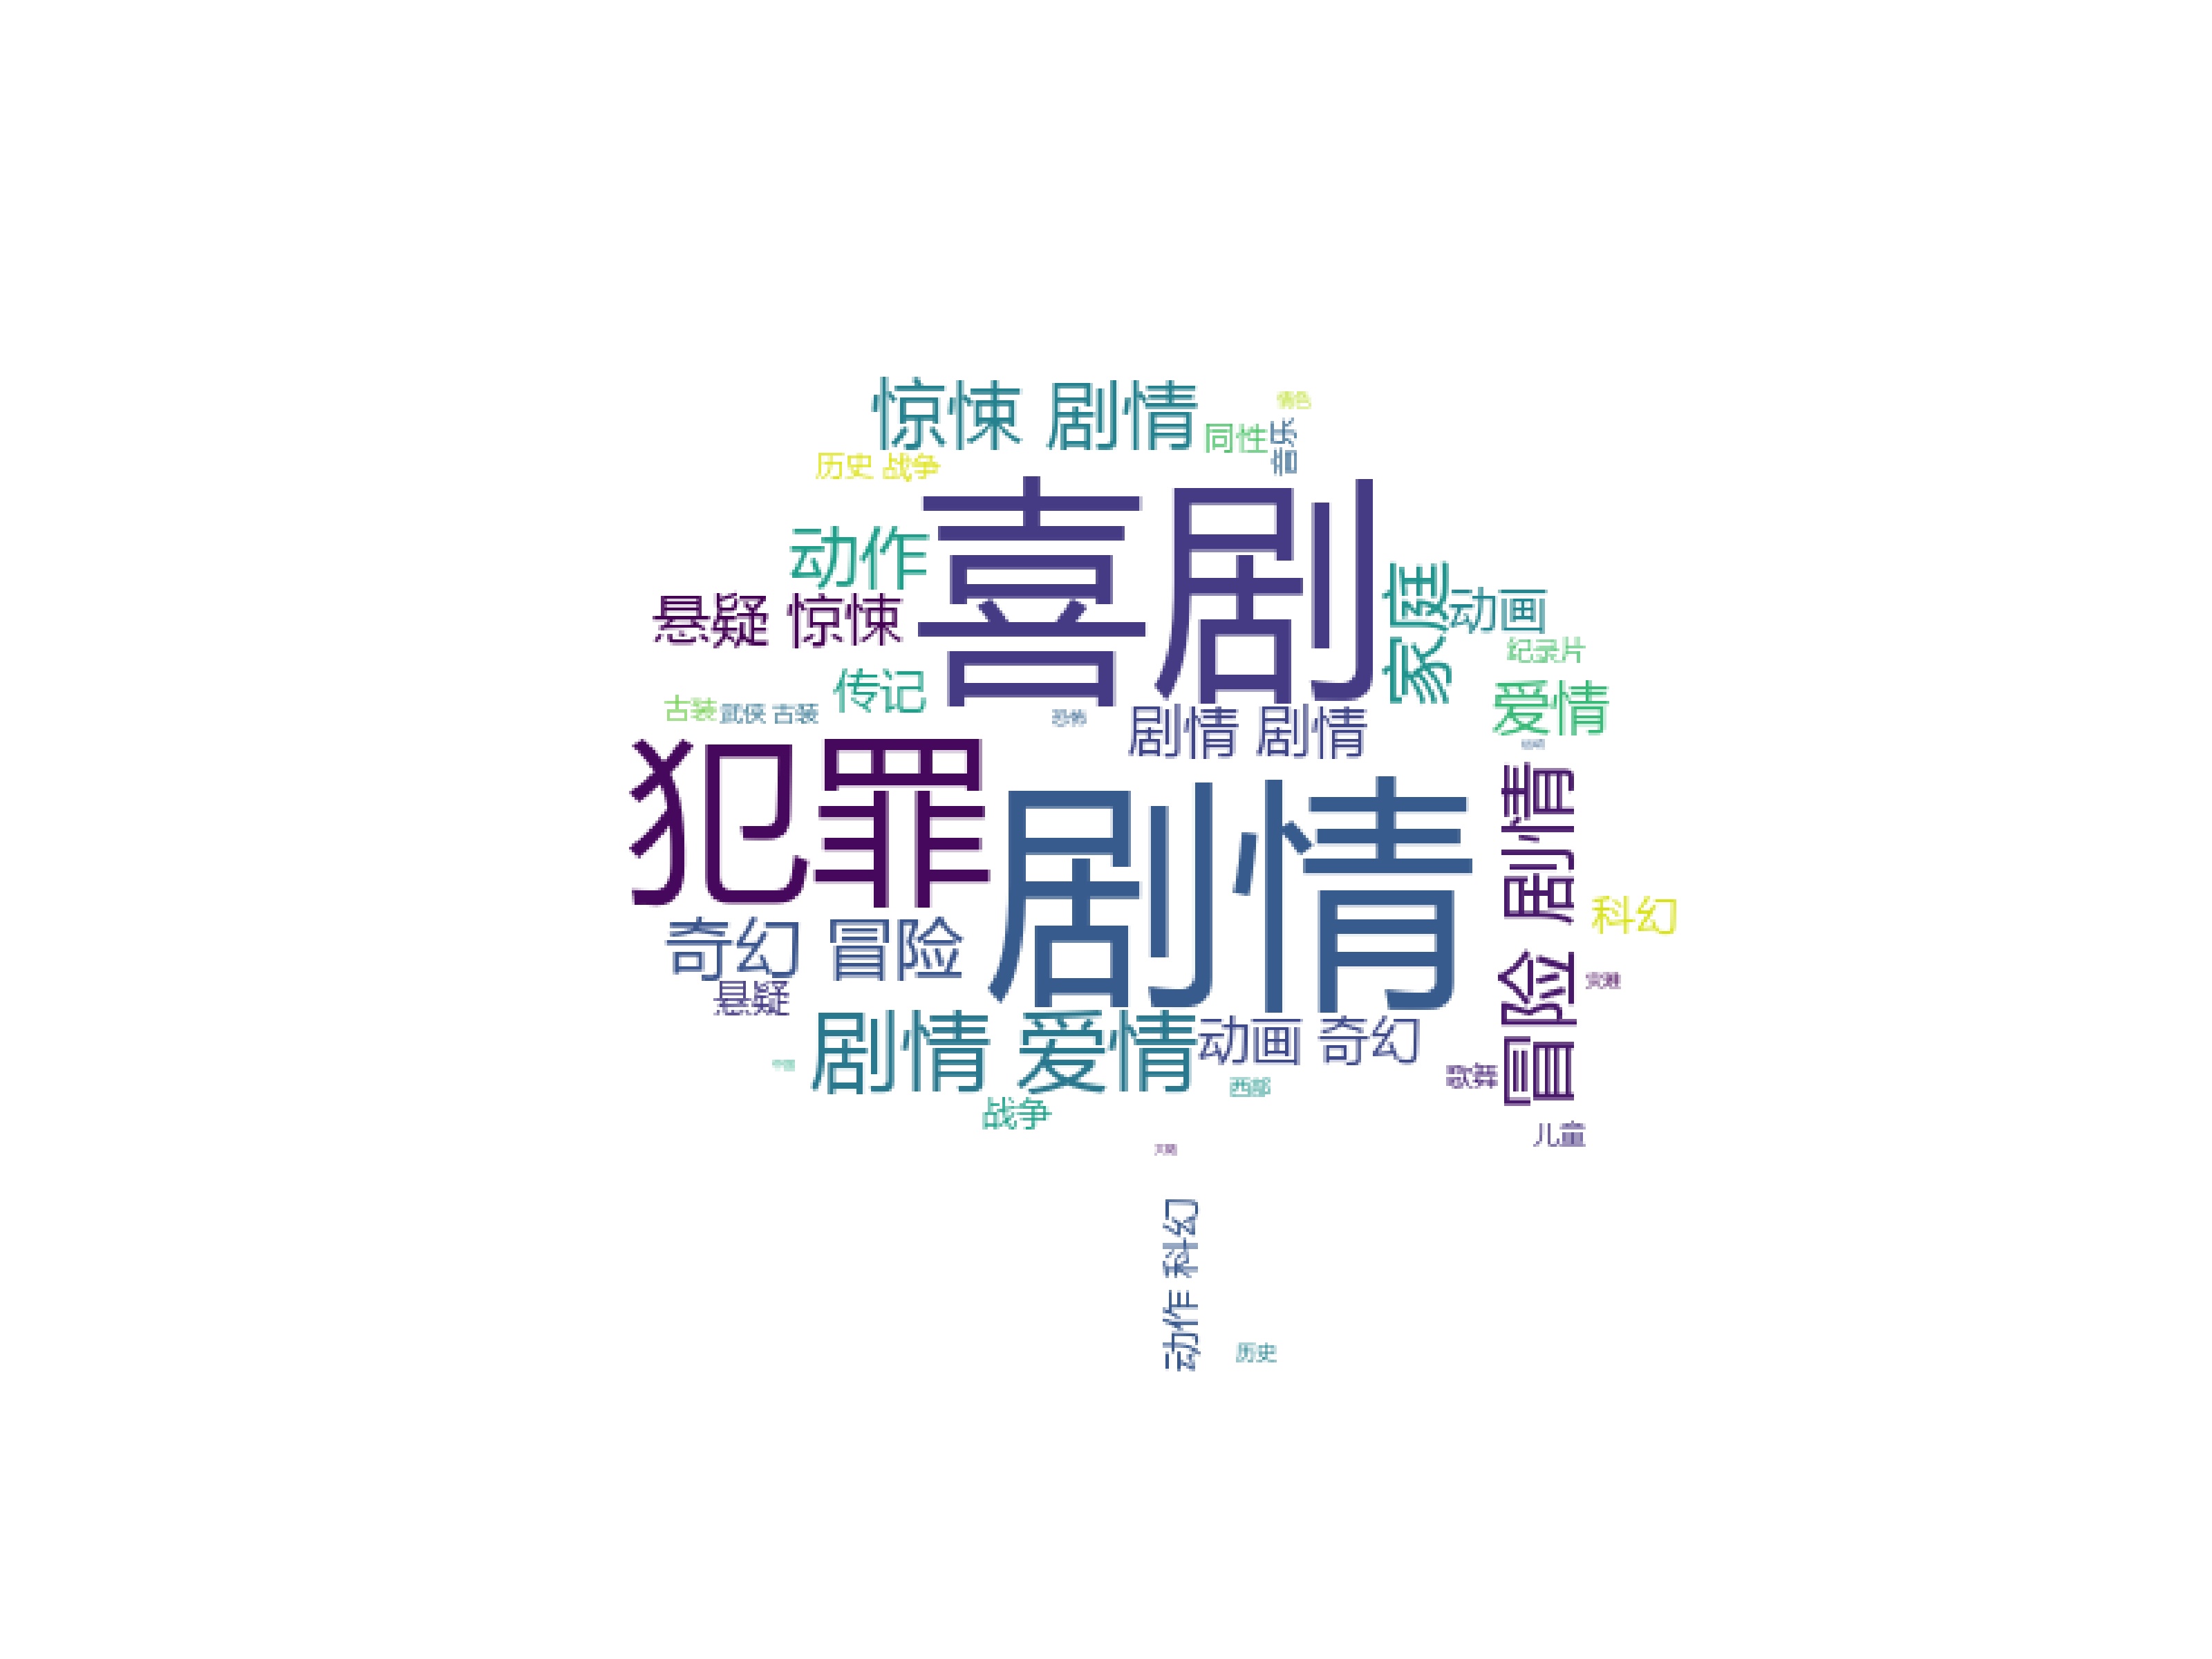 惊悚 剧情
情色
同性
音乐
历史 战争
喜剧
动作
家庭
动画
悬疑 惊悚
纪录片
传记
爱情
古装
武侠 古装
恐怖
剧情 剧情
犯罪
剧情
冒险 剧情
科幻
奇幻 冒险
悬疑
剧情 爱情
动画 奇幻
歌舞
西部
战争
儿童
动作 科幻
历史